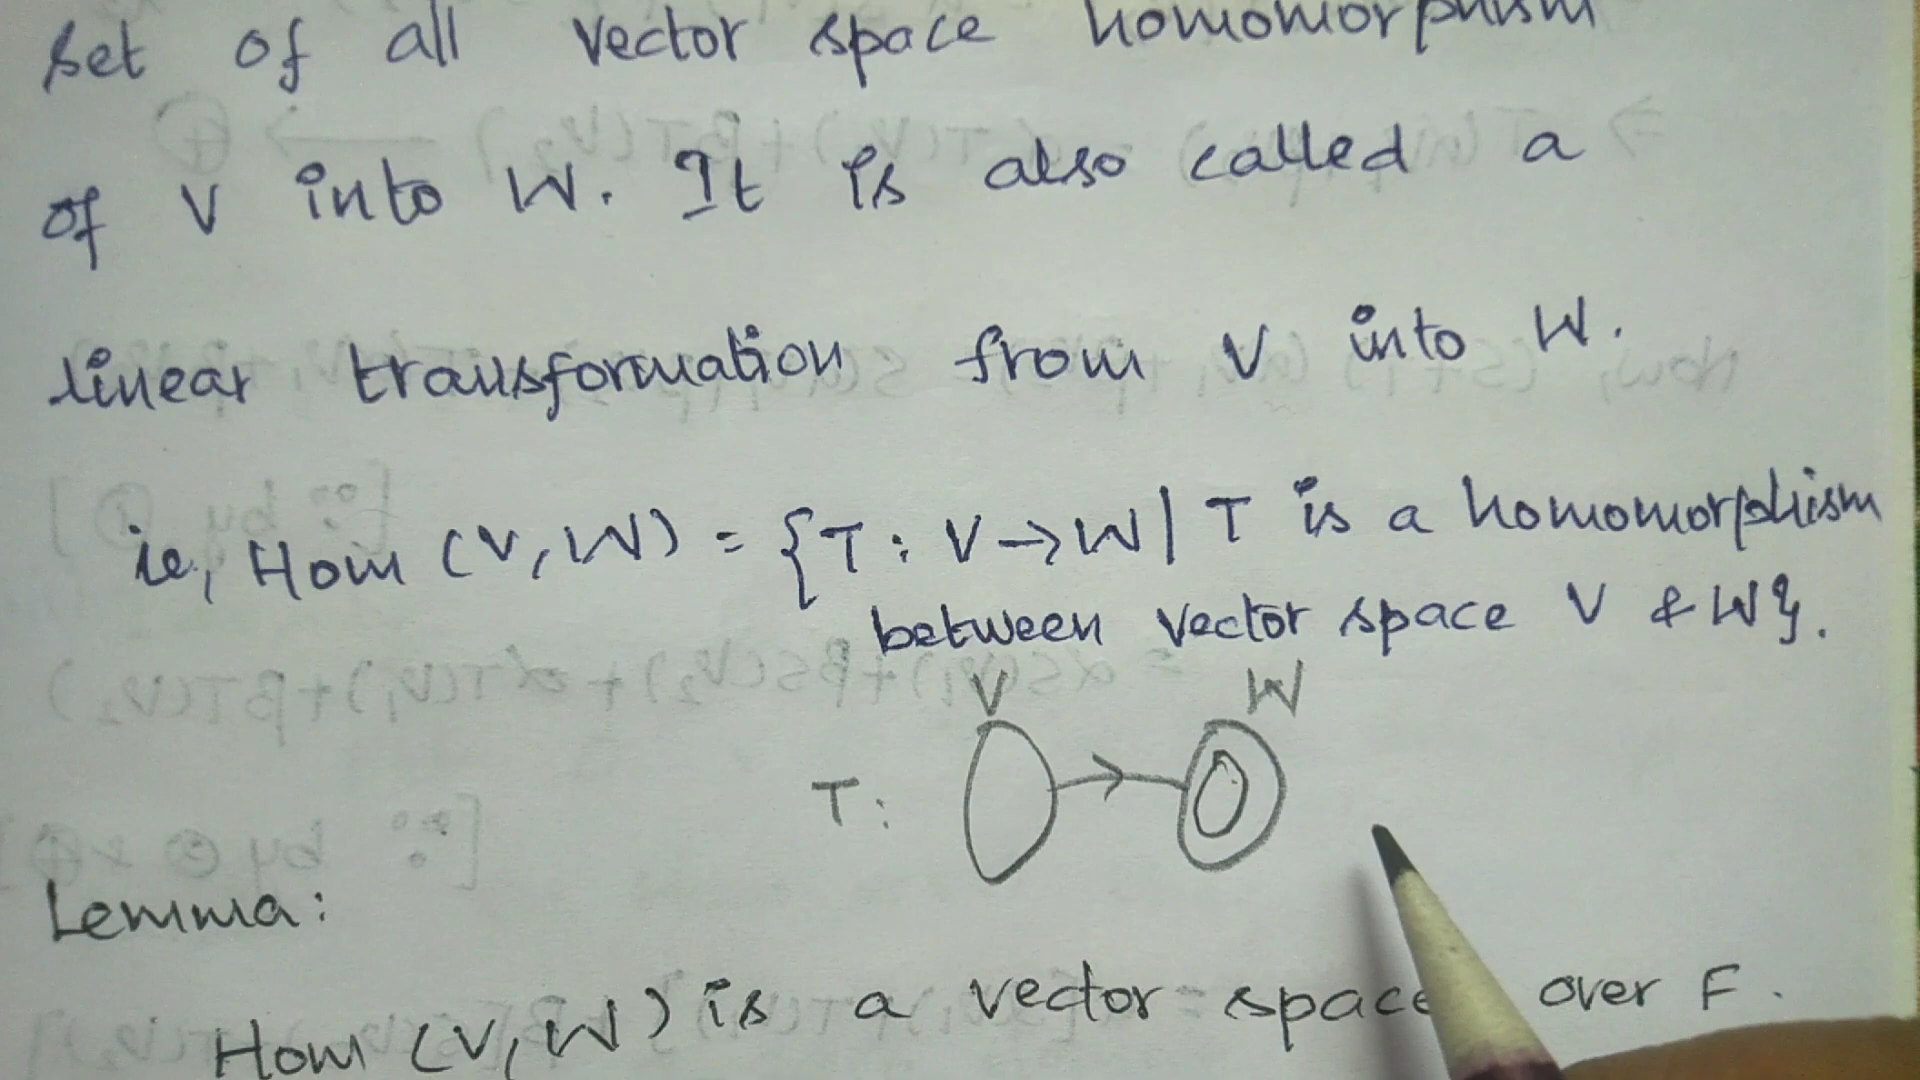 set of all vector space homomorphism
of V into W. It is also called a
linear transformation from V into W.
ie, Hom (V, W) = {T : V → W | T is a homomorphism
between vector space V & W}.
V W
T :
Lemma :
Hom (V, W) is a vector space over F.